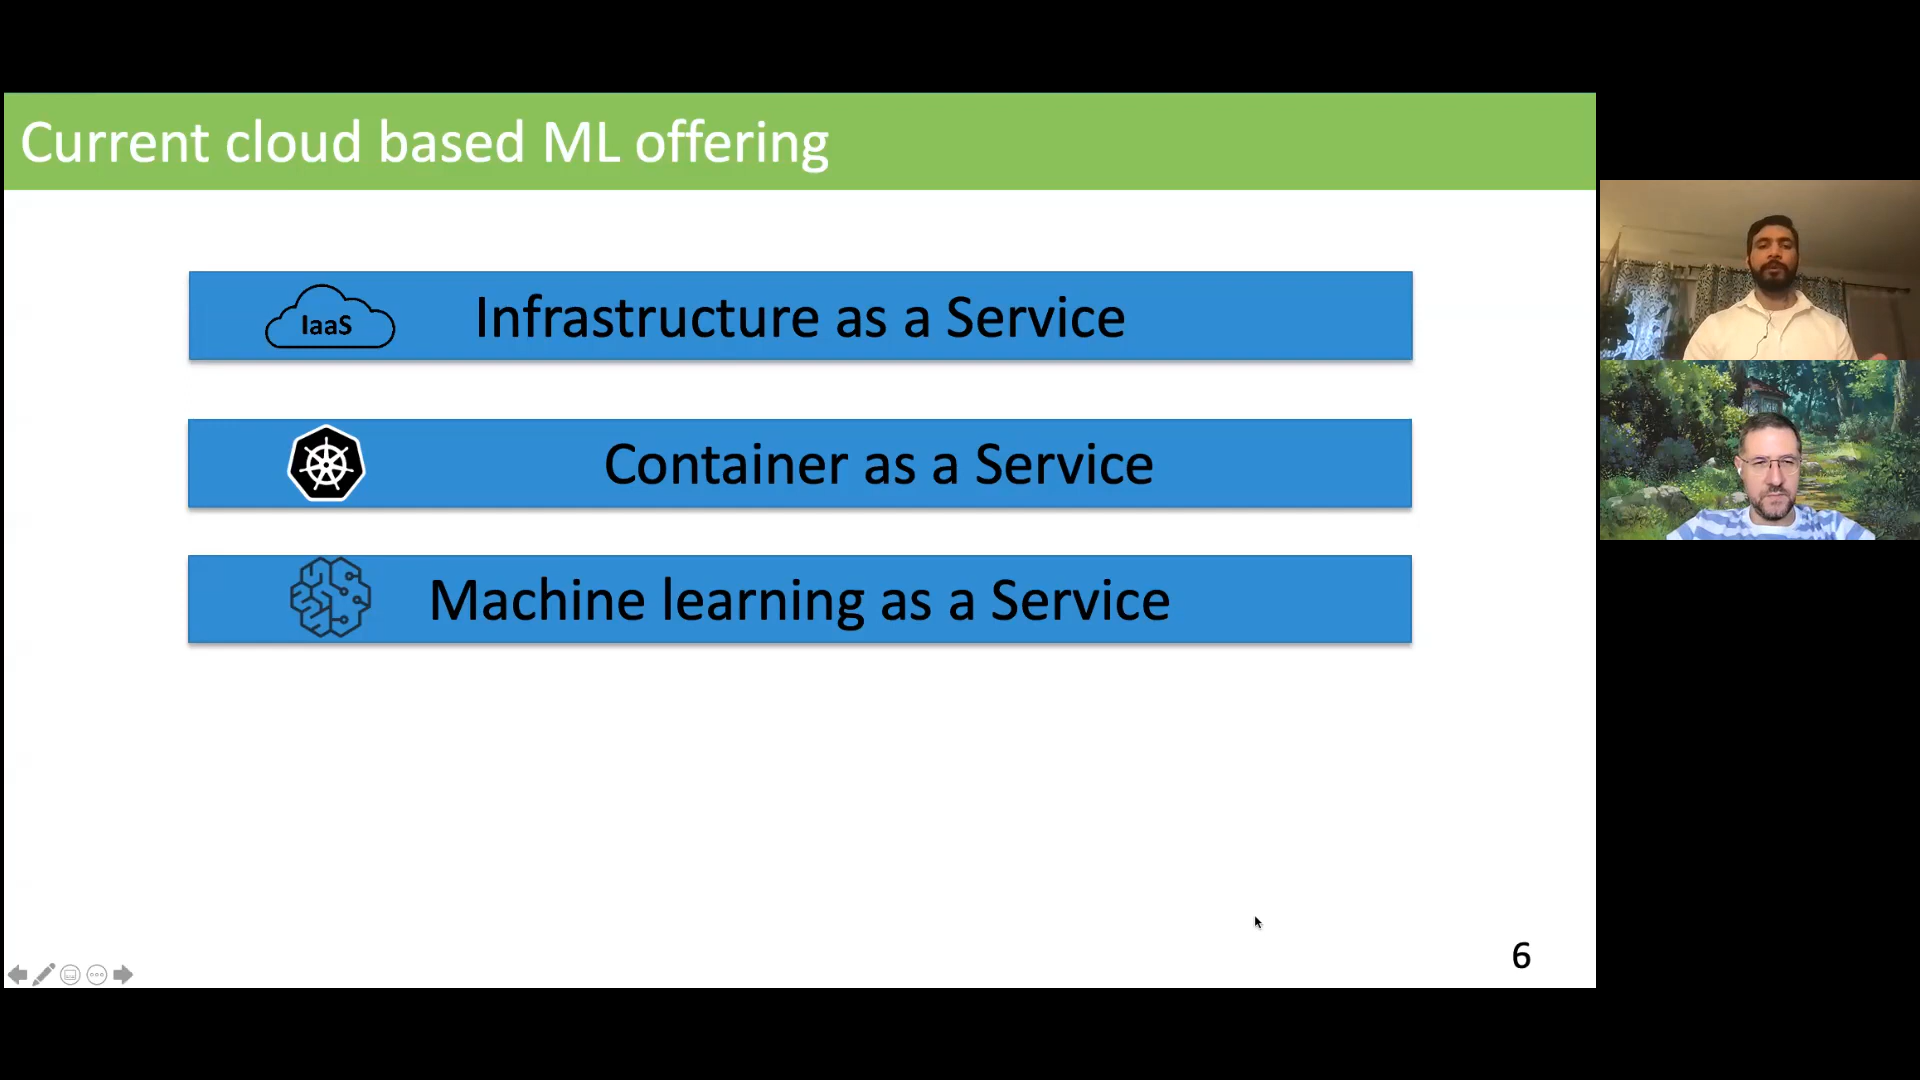 Current cloud based ML offering
IaaS
Infrastructure as a Service
Container as a Service
Machine learning as a Service
6